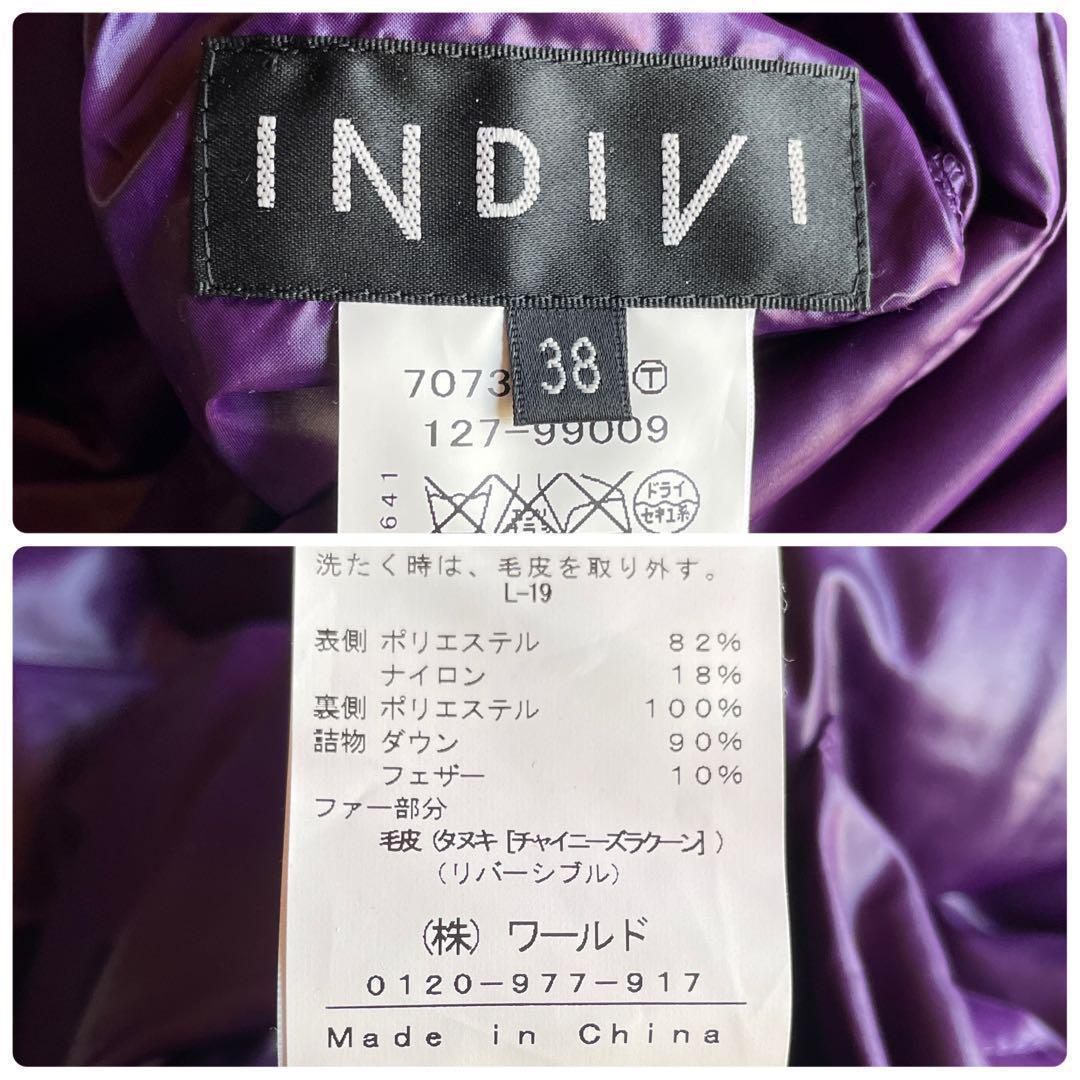 INDIVI
38
7073 Ⓣ
127-99009
641
ドライ
セキユ系
洗たく時は、毛皮を取り外す。
L-19
表側 ポリエステル 82%
ナイロン 18%
裏側 ポリエステル 100%
詰物 ダウン 90%
フェザー 10%
ファー部分
毛皮(タヌキ[チャイニーズラクーン])
(リバーシブル)
(株)ワールド
0120-977-917
Made in China